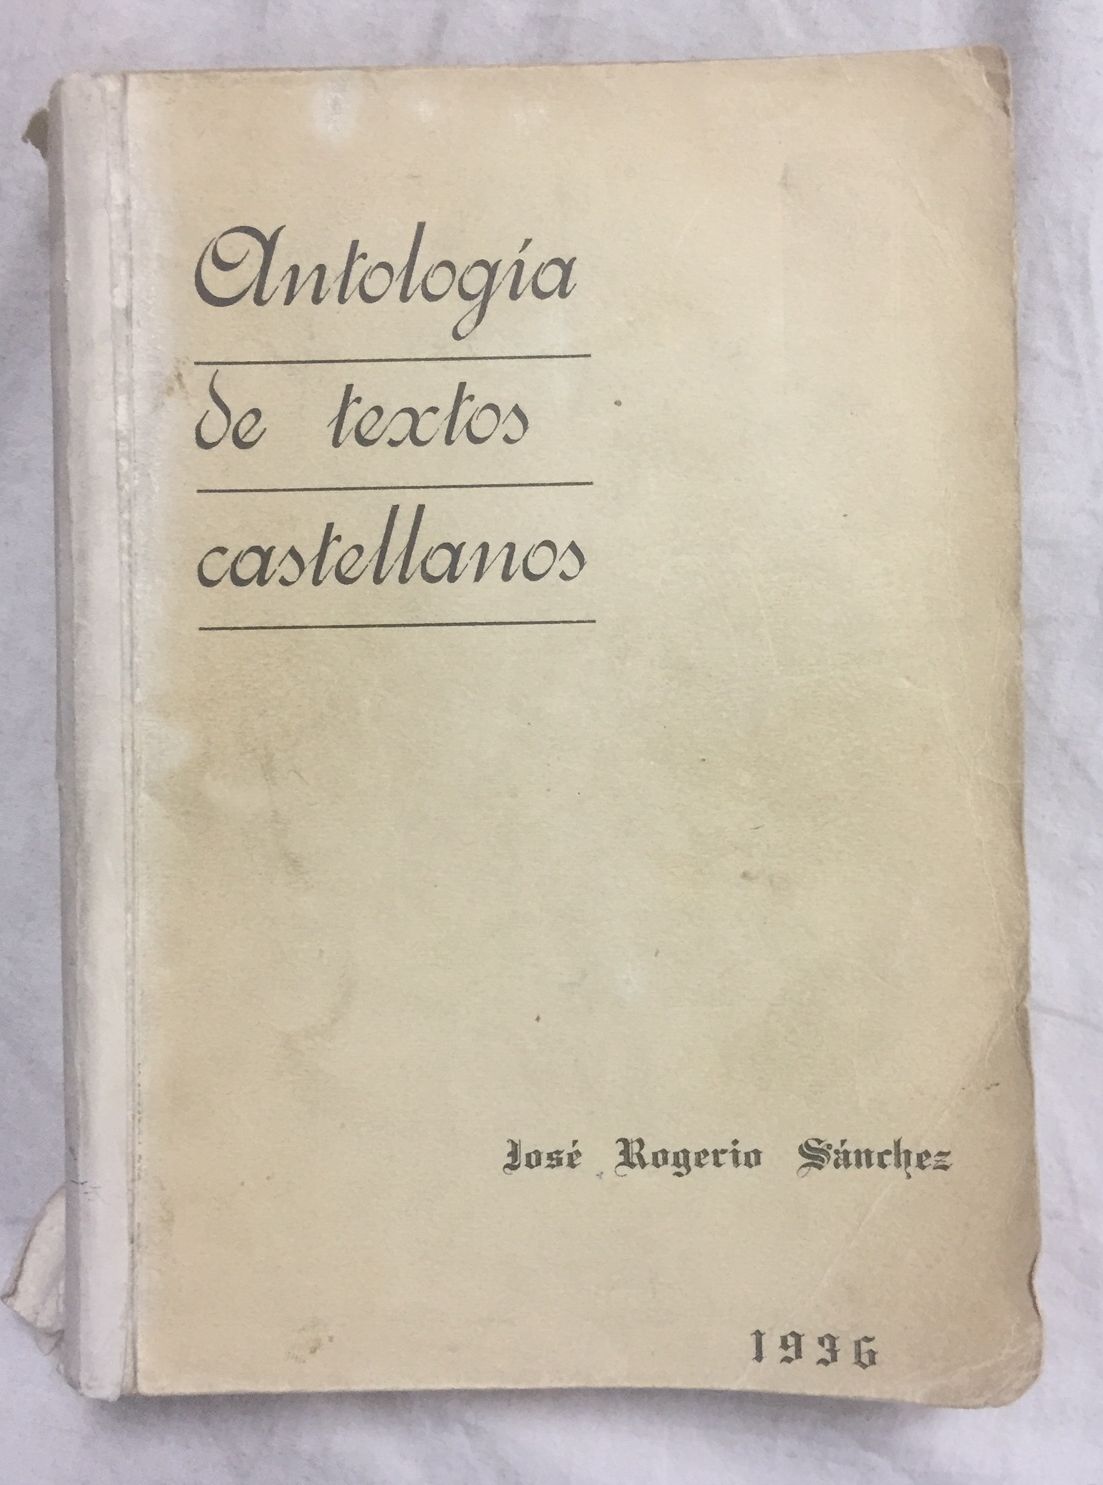 Antología
de textos
castellanos
José Rogerio Sánchez
1936